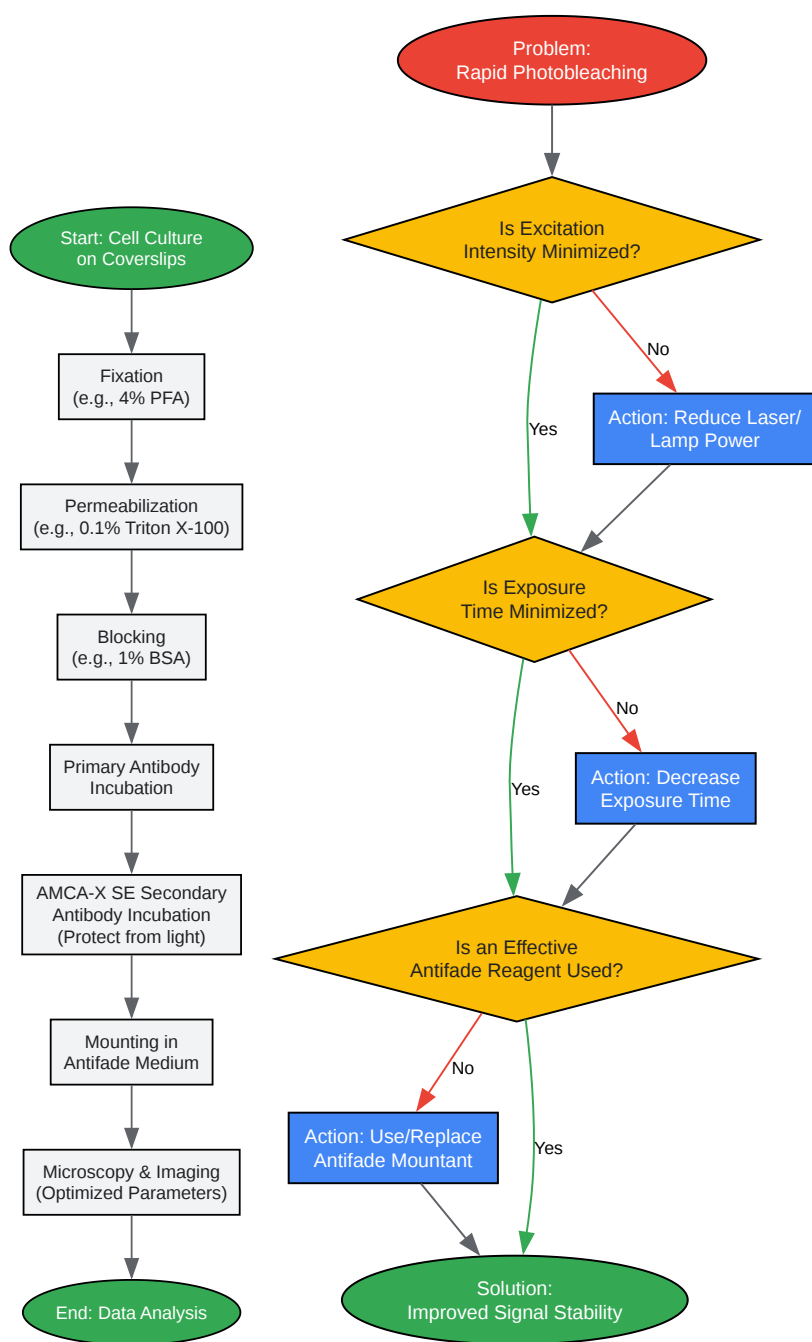 Start: Cell Culture
on Coverslips
Fixation
(e.g., 4% PFA)
Permeabilization
(e.g., 0.1% Triton X-100)
Blocking
(e.g., 1% BSA)
Primary Antibody
Incubation
AMCA-X SE Secondary
Antibody Incubation
(Protect from light)
Mounting in
Antifade Medium
Microscopy & Imaging
(Optimized Parameters)
End: Data Analysis
Problem:
Rapid Photobleaching
Is Excitation
Intensity Minimized?
No
Yes
Action: Reduce Laser/
Lamp Power
Is Exposure
Time Minimized?
No
Yes
Action: Decrease
Exposure Time
Is an Effective
Antifade Reagent Used?
No
Yes
Action: Use/Replace
Antifade Mountant
Solution:
Improved Signal Stability